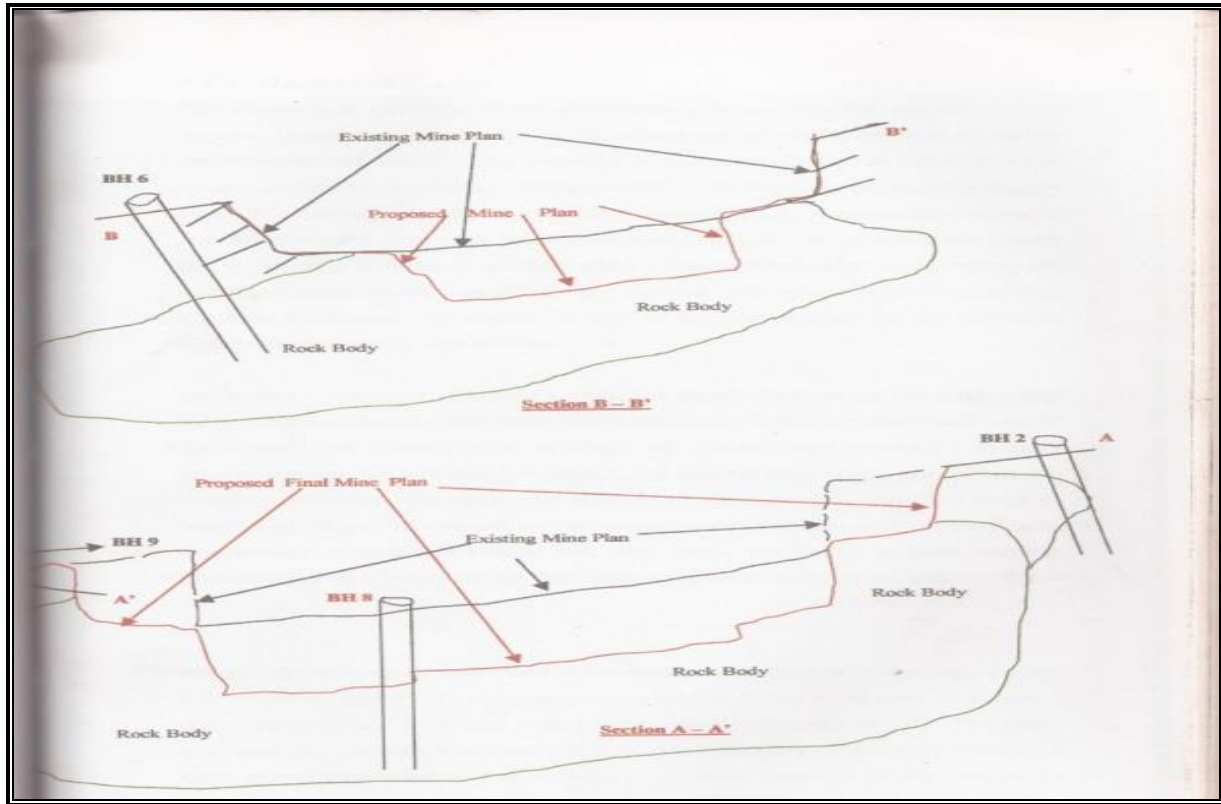 Existing Mine Plan
B'
BH 6
B
Proposed Mine Plan
Rock Body
Rock Body
Section B – B'
BH 2
A
Proposed Final Mine Plan
BH 9
Existing Mine Plan
A'
BH 8
Rock Body
Rock Body
Rock Body
Section A – A'